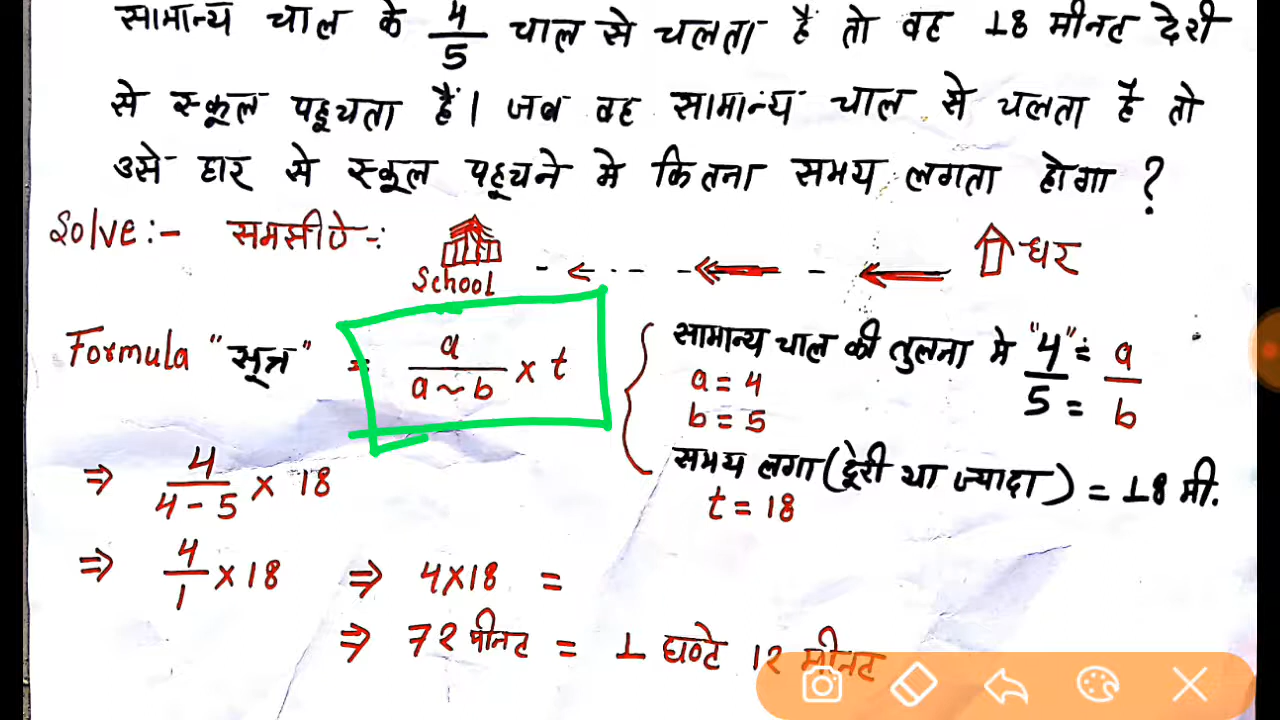 सामान्य चाल के 4/5 चाल से चलता है तो वह 18 मीनट देरी
से स्कूल पहूचता हैं। जब वह सामान्य चाल से चलता है तो
उसे घार से स्कूल पहूचने मे कितना समय लगता होगा ?
Solve:- समसीठे -:
School
घर
Formula "सूत्र" = a/(a~b) × t
सामान्य चाल की तुलना मे "4"/5 = a/b
a = 4
b = 5
समय लगा (देरी या ज्यादा) = 18 मी.
t = 18
⇒ 4/(4-5) × 18
⇒ 4/1 × 18 ⇒ 4×18 =
⇒ 72 मीनट = 1 घण्टे 12 मीनट